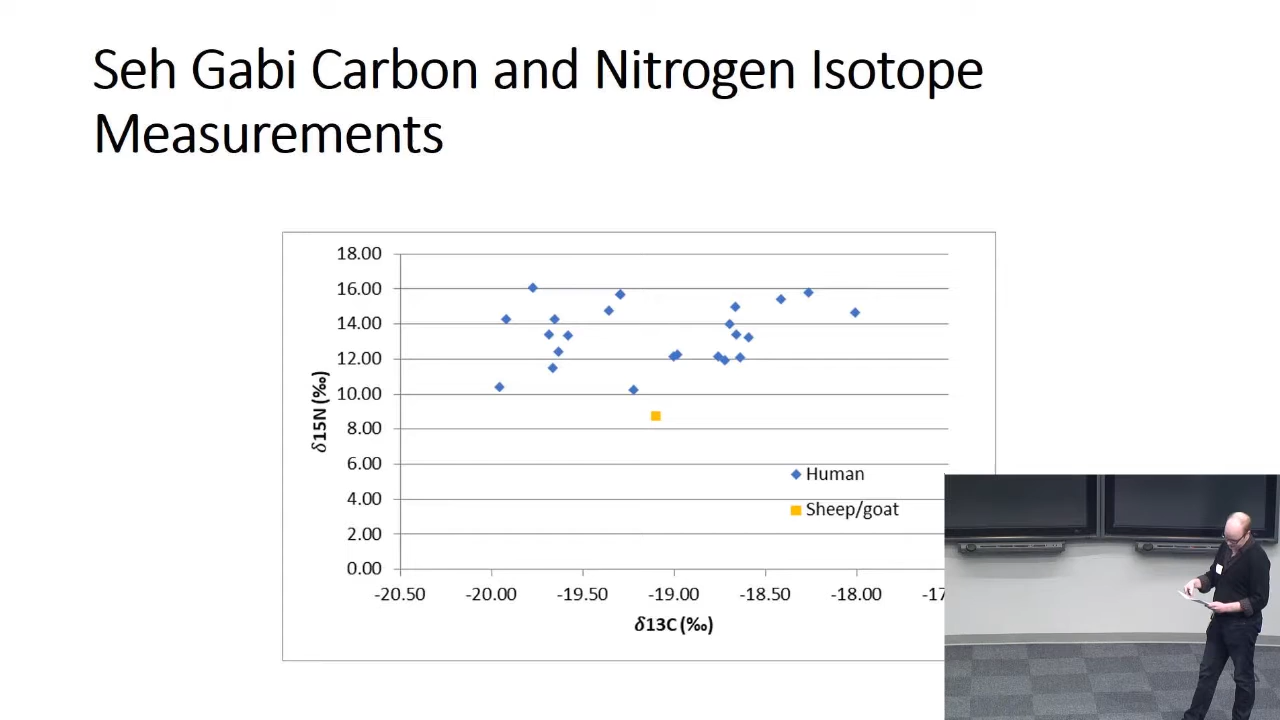 Seh Gabi Carbon and Nitrogen Isotope
Measurements
18.00
16.00
14.00
12.00
10.00
8.00
6.00
4.00
2.00
0.00
δ15N (‰)
Human
Sheep/goat
-20.50 -20.00 -19.50 -19.00 -18.50 -18.00 -17
δ13C (‰)